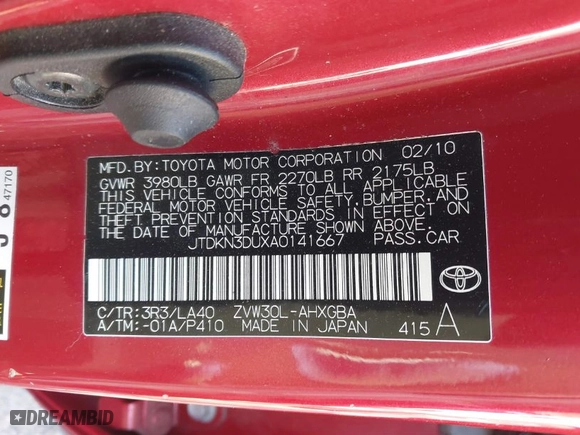 MFD. BY: TOYOTA MOTOR CORPORATION 02/10
GVWR 3980LB GAWR FR 2270LB RR 2175LB
THIS VEHICLE CONFORMS TO ALL APPLICABLE
FEDERAL MOTOR VEHICLE SAFETY, BUMPER, AND
THEFT PREVENTION STANDARDS IN EFFECT ON
THE DATE OF MANUFACTURE SHOWN ABOVE.
JTDKN3DUXA0141667 PASS. CAR
C/TR: 3R3/LA40 ZVW30L-AHXGBA
A/TM: -01A/P410 MADE IN JAPAN 415 A
J 8 47170
DREAMBID